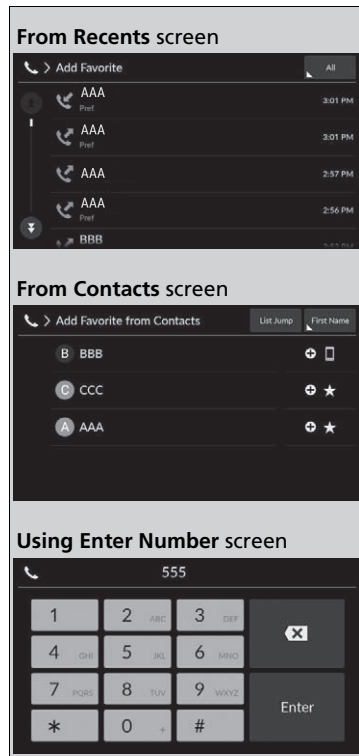 From Recents screen
> Add Favorite All
AAA 3:01 PM
Pref
AAA 3:01 PM
Pref
AAA 2:57 PM
AAA 2:56 PM
Pref
BBB 2:53 PM
From Contacts screen
> Add Favorite from Contacts List Jump First Name
B BBB
C CCC
A AAA
Using Enter Number screen
555
1 2 ABC 3 DEF
4 GHI 5 JKL 6 MNO
7 PQRS 8 TUV 9 WXYZ Enter
* 0 + #